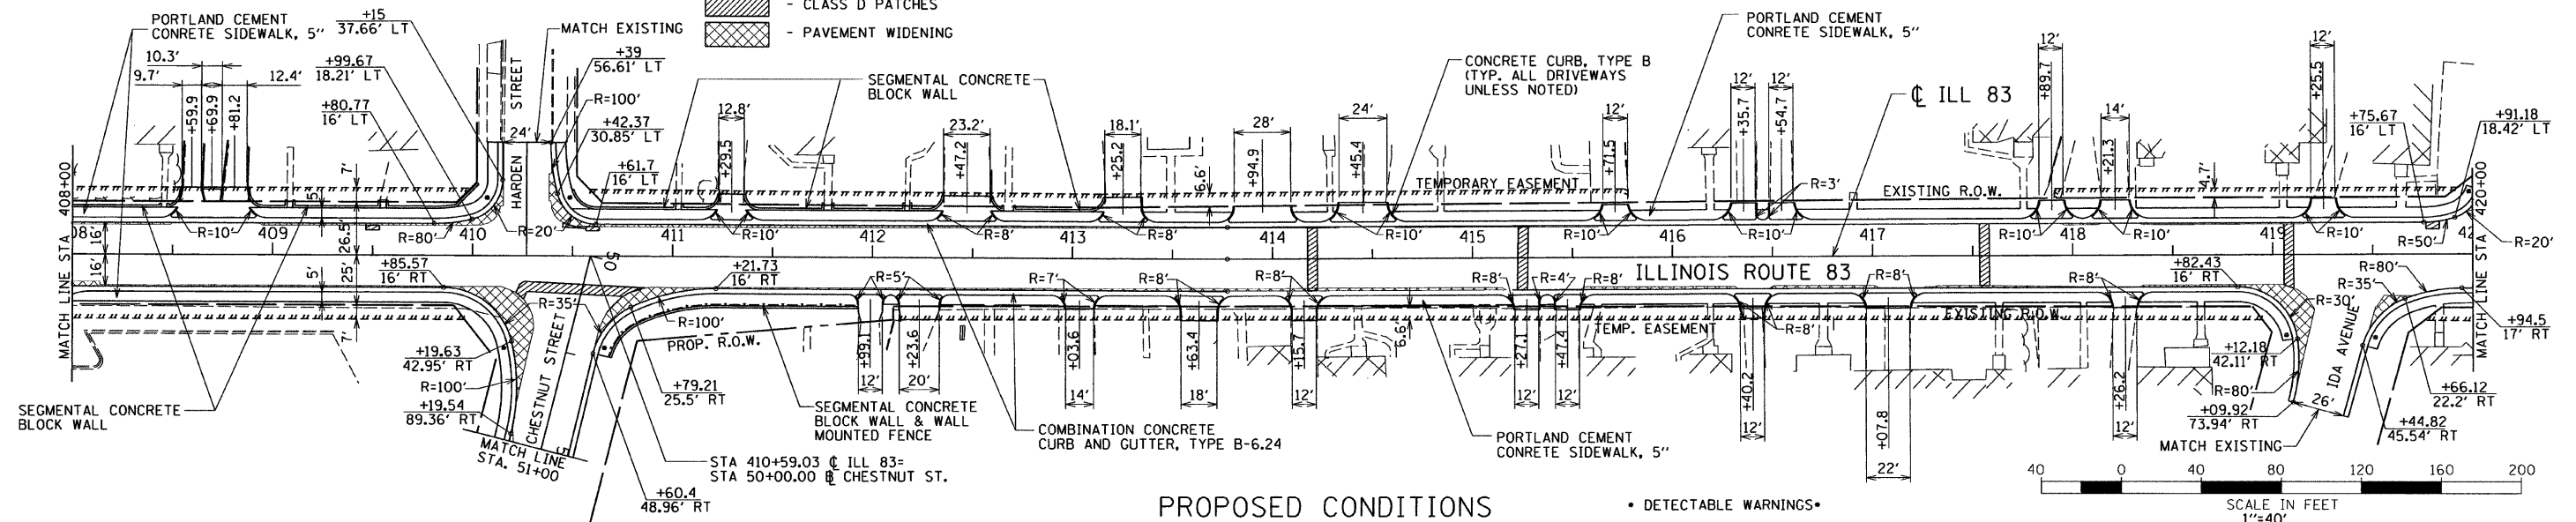 - CLASS D PATCHES
- PAVEMENT WIDENING
PORTLAND CEMENT
CONRETE SIDEWALK, 5"
+15
37.66' LT
MATCH EXISTING
+39
56.61' LT
PORTLAND CEMENT
CONRETE SIDEWALK, 5"
10.3'
9.7'
12.4'
+99.67
18.21' LT
+80.77
16' LT
+59.9
+69.9
+81.2
HARDEN STREET
24'
R=100'
+42.37
30.85' LT
+61.7
16' LT
SEGMENTAL CONCRETE
BLOCK WALL
CONCRETE CURB, TYPE B
(TYP. ALL DRIVEWAYS
UNLESS NOTED)
℄ ILL 83
12.8'
+29.5
23.2'
+47.2
18.1'
+25.2
28'
+94.9
24'
+45.4
12'
+71.5
12'
+35.7
12'
+54.7
12'
+89.7
14'
+21.3
12'
+25.5
+75.67
16' LT
+91.18
18.42' LT
7'
5'
6.6'
4.7'
TEMPORARY EASEMENT
R=3'
EXISTING R.O.W.
MATCH LINE STA 408+00
R=10'
R=80'
R=20'
R=10'
R=8'
R=8'
R=10'
R=10'
R=10'
R=10'
R=10'
R=10'
R=50'
R=20'
409
410
411
412
413
414
415
416
417
418
419
42
16'
16'
26.5'
25'
5'
7'
50
ILLINOIS ROUTE 83
MATCH LINE STA 420+00
+85.57
16' RT
R=35'
+21.73
16' RT
R=5'
R=7'
R=8'
R=8'
R=8'
R=4'
R=8'
R=8'
R=8'
+82.43
16' RT
R=80'
R=35'
R=30'
R=100'
PROP. R.O.W.
TEMP. EASEMENT
R=8'
EXISTING R.O.W.
6.6'
+94.5
17' RT
+19.63
42.95' RT
R=100'
+19.54
89.36' RT
CHESTNUT STREET
+79.21
25.5' RT
+99.1
12'
+23.6
20'
+03.6
14'
+63.4
18'
+15.7
12'
+27.1
12'
+47.4
12'
+40.2
12'
+07.8
22'
+26.2
12'
+12.18
42.11' RT
R=80'
+09.92
73.94' RT
IDA AVENUE
26'
+66.12
22.2' RT
+44.82
45.54' RT
MATCH EXISTING
SEGMENTAL CONCRETE
BLOCK WALL
MATCH LINE
STA. 51+00
SEGMENTAL CONCRETE
BLOCK WALL & WALL
MOUNTED FENCE
COMBINATION CONCRETE
CURB AND GUTTER, TYPE B-6.24
PORTLAND CEMENT
CONRETE SIDEWALK, 5"
STA 410+59.03 ℄ ILL 83=
STA 50+00.00 ⅊ CHESTNUT ST.
+60.4
48.96' RT
PROPOSED CONDITIONS
• DETECTABLE WARNINGS•
40 0 40 80 120 160 200
SCALE IN FEET
1"=40'